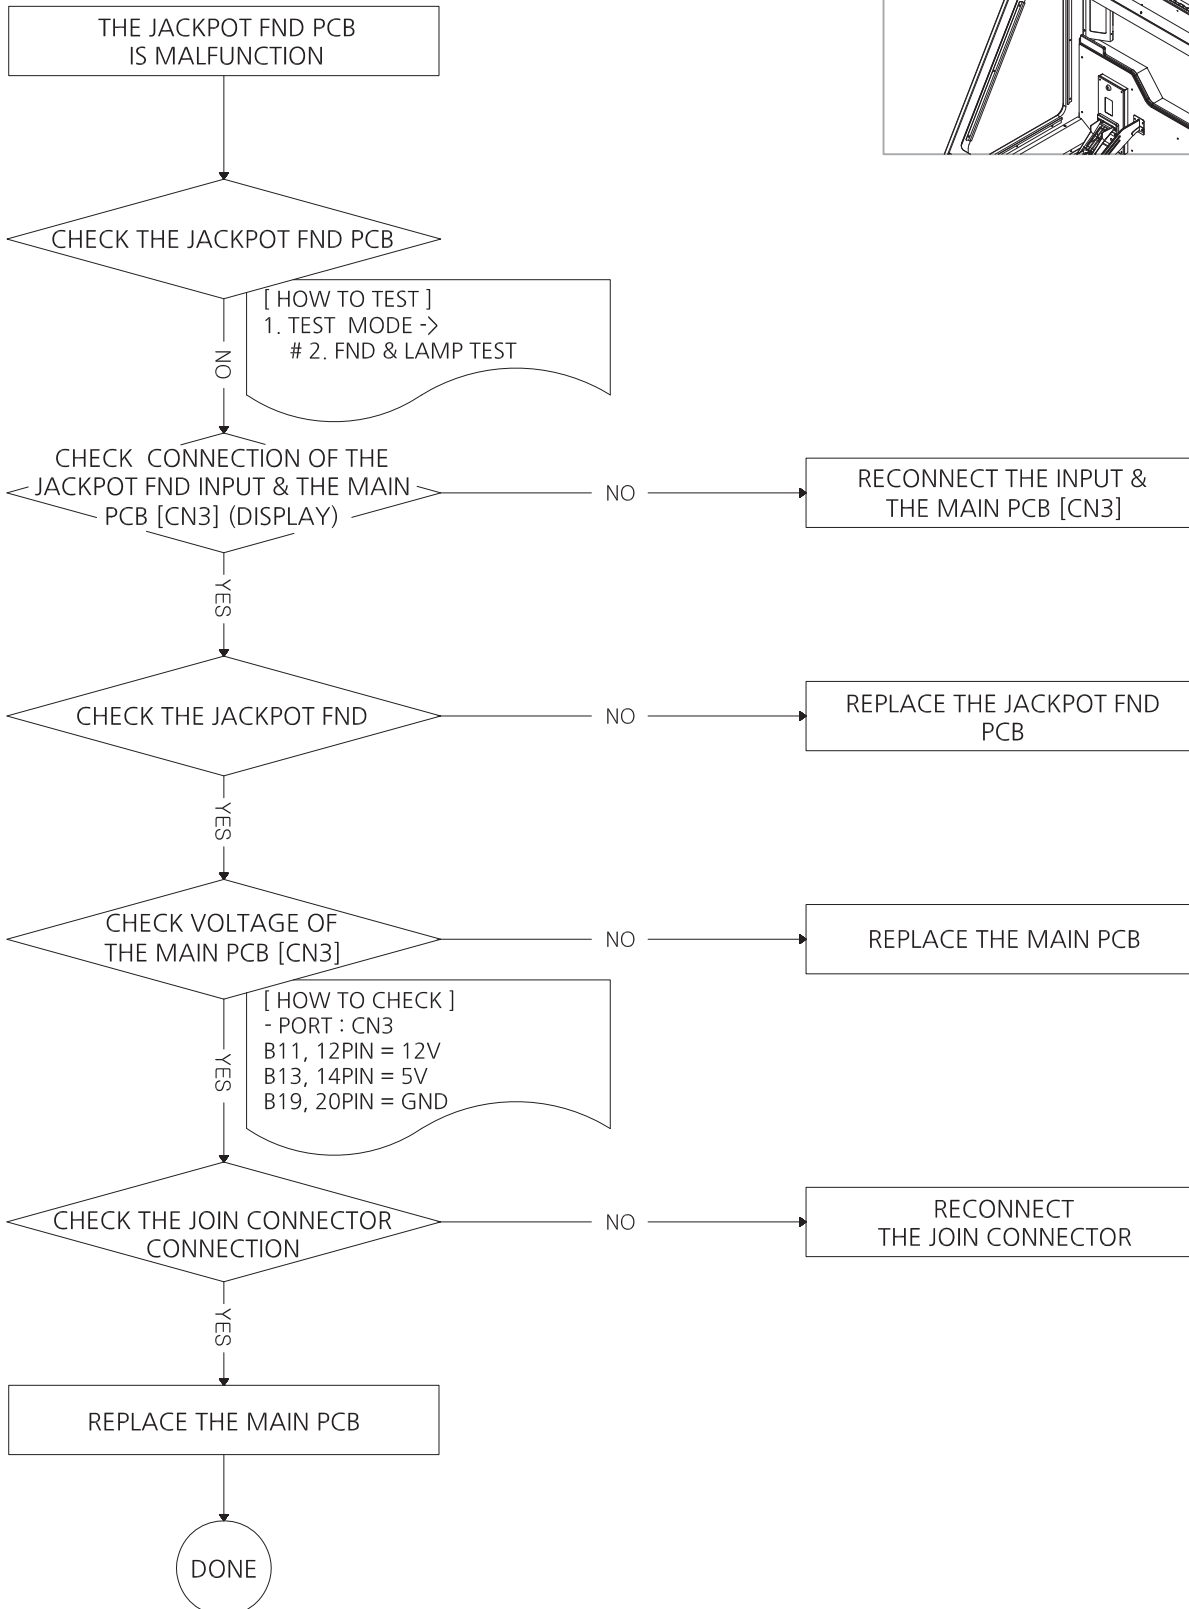 THE JACKPOT FND PCB
IS MALFUNCTION
CHECK THE JACKPOT FND PCB
[ HOW TO TEST ]
1. TEST MODE ->
# 2. FND & LAMP TEST
NO
CHECK CONNECTION OF THE
JACKPOT FND INPUT & THE MAIN
PCB [CN3] (DISPLAY)
NO
RECONNECT THE INPUT &
THE MAIN PCB [CN3]
YES
CHECK THE JACKPOT FND
NO
REPLACE THE JACKPOT FND
PCB
YES
CHECK VOLTAGE OF
THE MAIN PCB [CN3]
NO
REPLACE THE MAIN PCB
[ HOW TO CHECK ]
- PORT : CN3
B11, 12PIN = 12V
B13, 14PIN = 5V
B19, 20PIN = GND
YES
CHECK THE JOIN CONNECTOR
CONNECTION
NO
RECONNECT
THE JOIN CONNECTOR
YES
REPLACE THE MAIN PCB
DONE